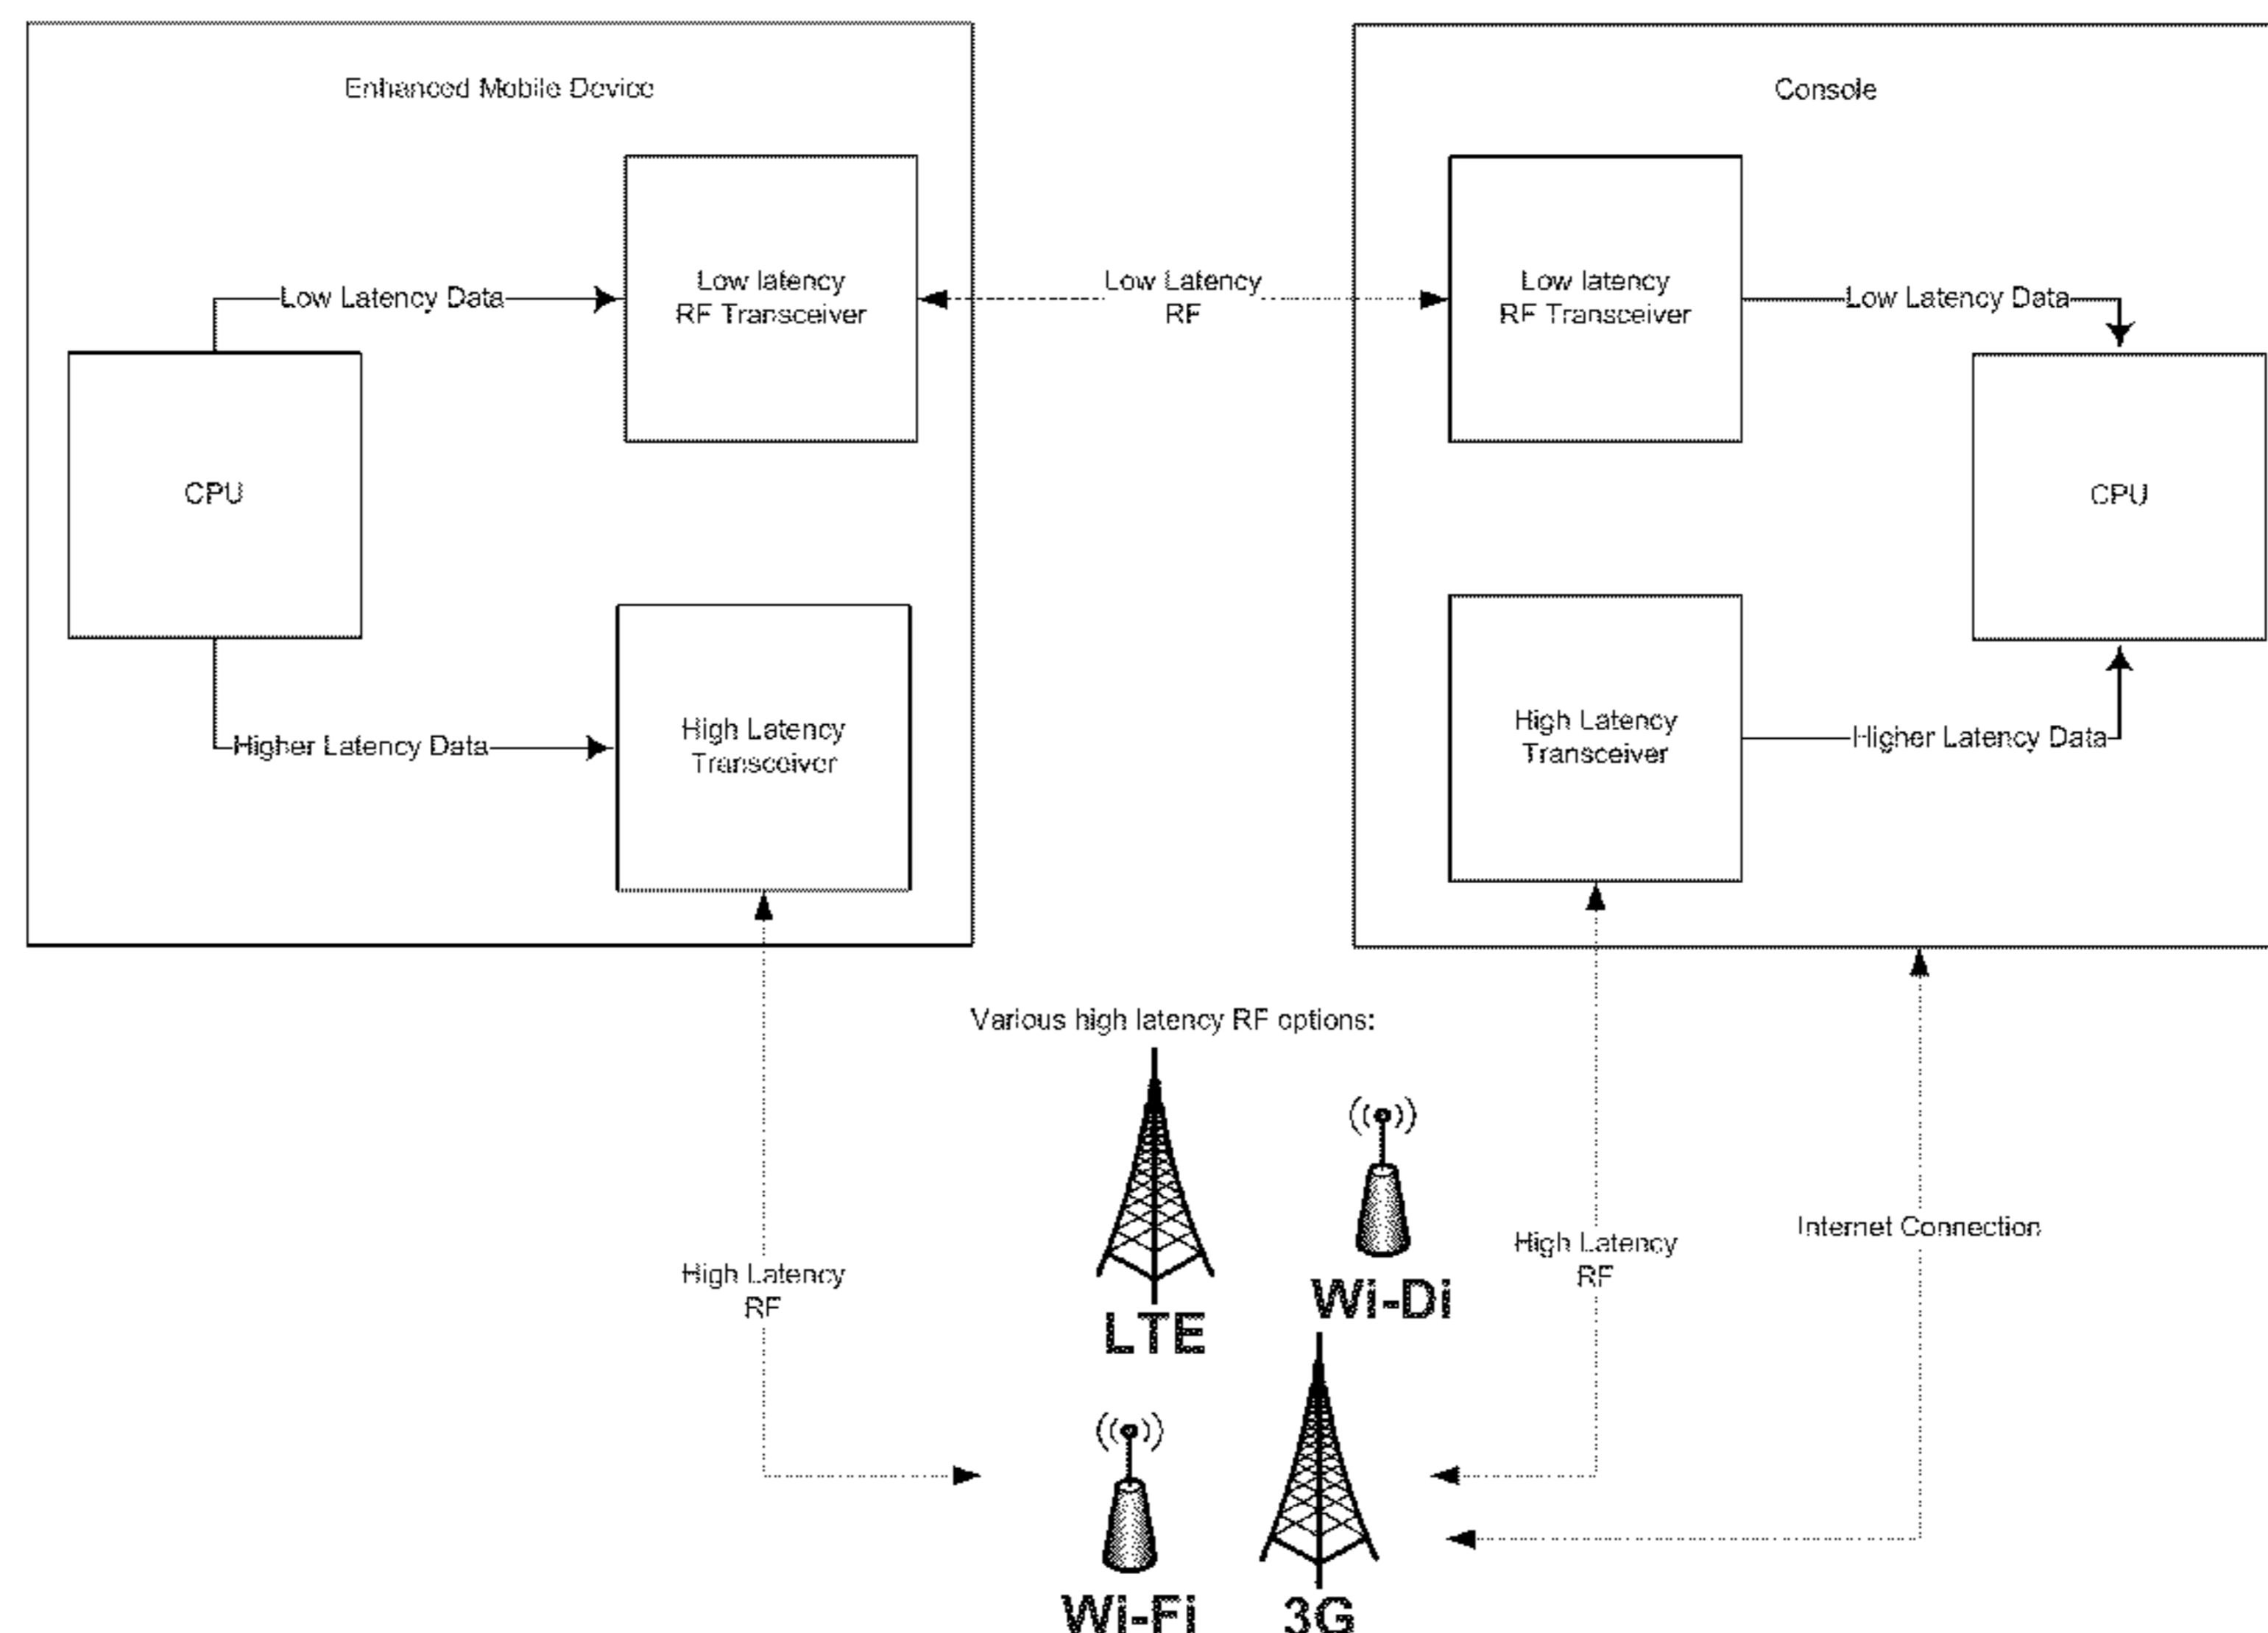 Enhanced Mobile Device
Console
Low Latency Data
Low latency
RF Transceiver
Low Latency
RF
Low latency
RF Transceiver
Low Latency Data
CPU
CPU
Higher Latency Data
High Latency
Transceiver
High Latency
Transceiver
Higher Latency Data
Various high latency RF options:
High Latency
RF
LTE
Wi-Di
High Latency
RF
Internet Connection
Wi-Fi
3G